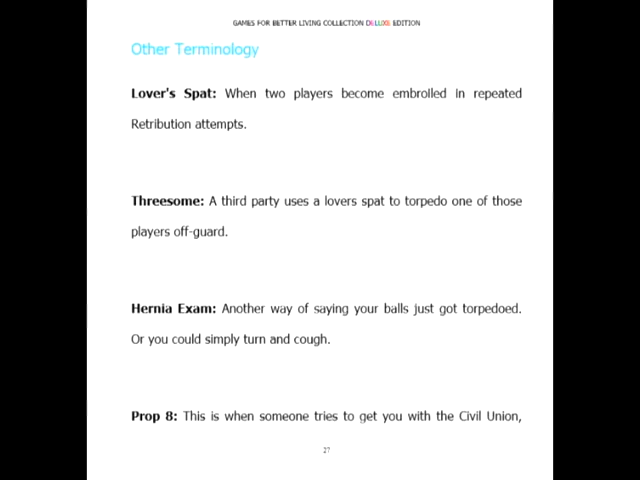 GAMES FOR BETTER LIVING COLLECTION DELUXE EDITION
Other Terminology
Lover's Spat: When two players become embroiled in repeated
Retribution attempts.
Threesome: A third party uses a lovers spat to torpedo one of those
players off-guard.
Hernia Exam: Another way of saying your balls just got torpedoed.
Or you could simply turn and cough.
Prop 8: This is when someone tries to get you with the Civil Union,
27